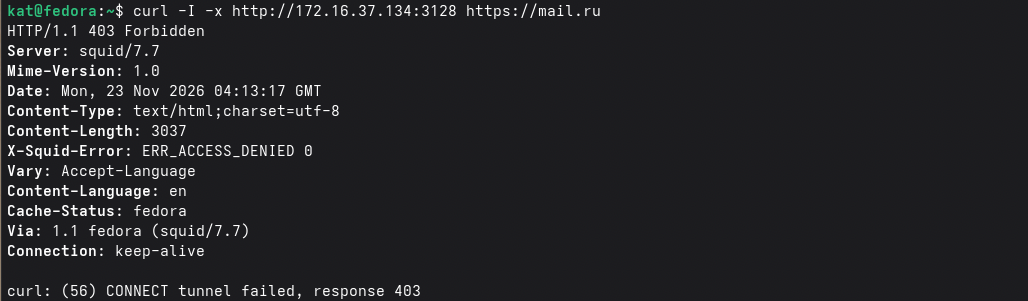 kat@fedora:~$ curl -I -x http://172.16.37.134:3128 https://mail.ru
HTTP/1.1 403 Forbidden
Server: squid/7.7
Mime-Version: 1.0
Date: Mon, 23 Nov 2026 04:13:17 GMT
Content-Type: text/html;charset=utf-8
Content-Length: 3037
X-Squid-Error: ERR_ACCESS_DENIED 0
Vary: Accept-Language
Content-Language: en
Cache-Status: fedora
Via: 1.1 fedora (squid/7.7)
Connection: keep-alive

curl: (56) CONNECT tunnel failed, response 403